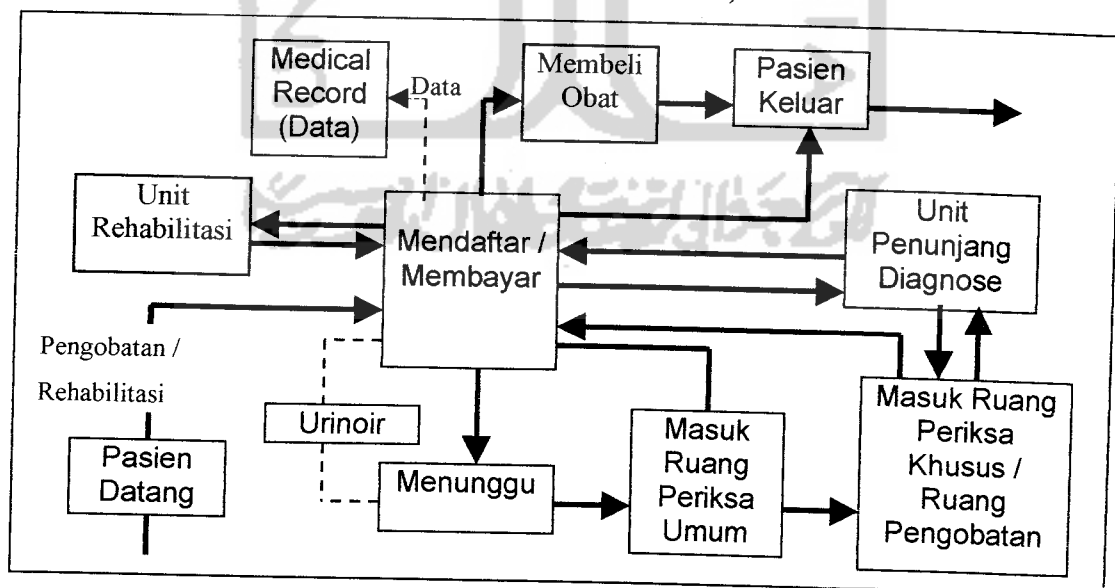 Medical
Record
(Data)
Data
Membeli
Obat
Pasien
Keluar
Unit
Rehabilitasi
Mendaftar /
Membayar
Unit
Penunjang
Diagnose
Pengobatan /
Rehabilitasi
Pasien
Datang
Urinoir
Menunggu
Masuk
Ruang
Periksa
Umum
Masuk Ruang
Periksa
Khusus /
Ruang
Pengobatan